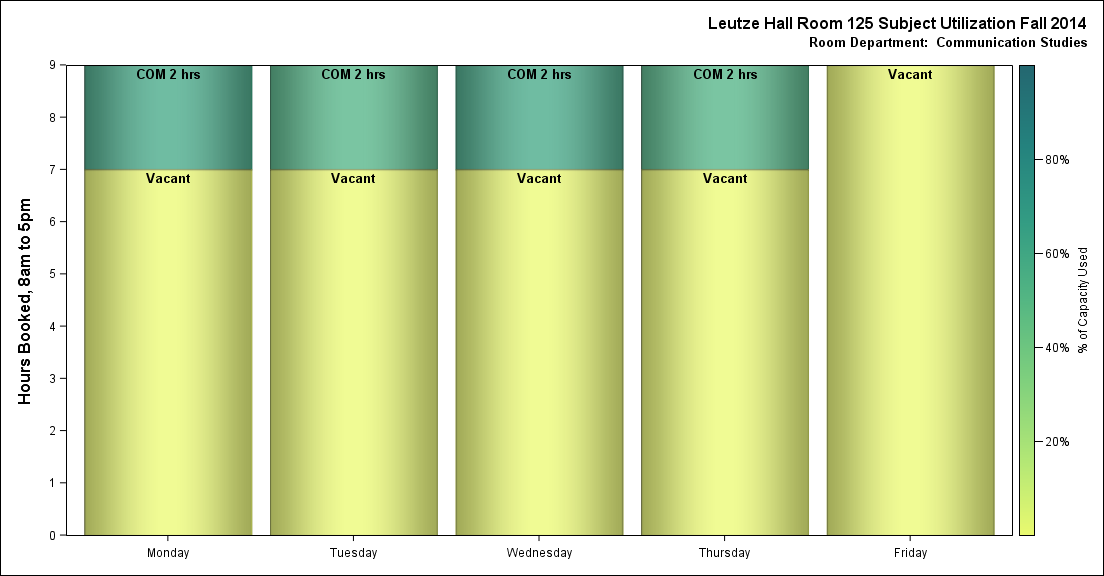 Leutze Hall Room 125 Subject Utilization Fall 2014
Room Department:  Communication Studies
Hours Booked, 8am to 5pm
9
8
7
6
5
4
3
2
1
0
COM 2 hrs
COM 2 hrs
COM 2 hrs
COM 2 hrs
Vacant
Vacant
Vacant
Vacant
Vacant
Monday
Tuesday
Wednesday
Thursday
Friday
80%
60%
40%
20%
% of Capacity Used